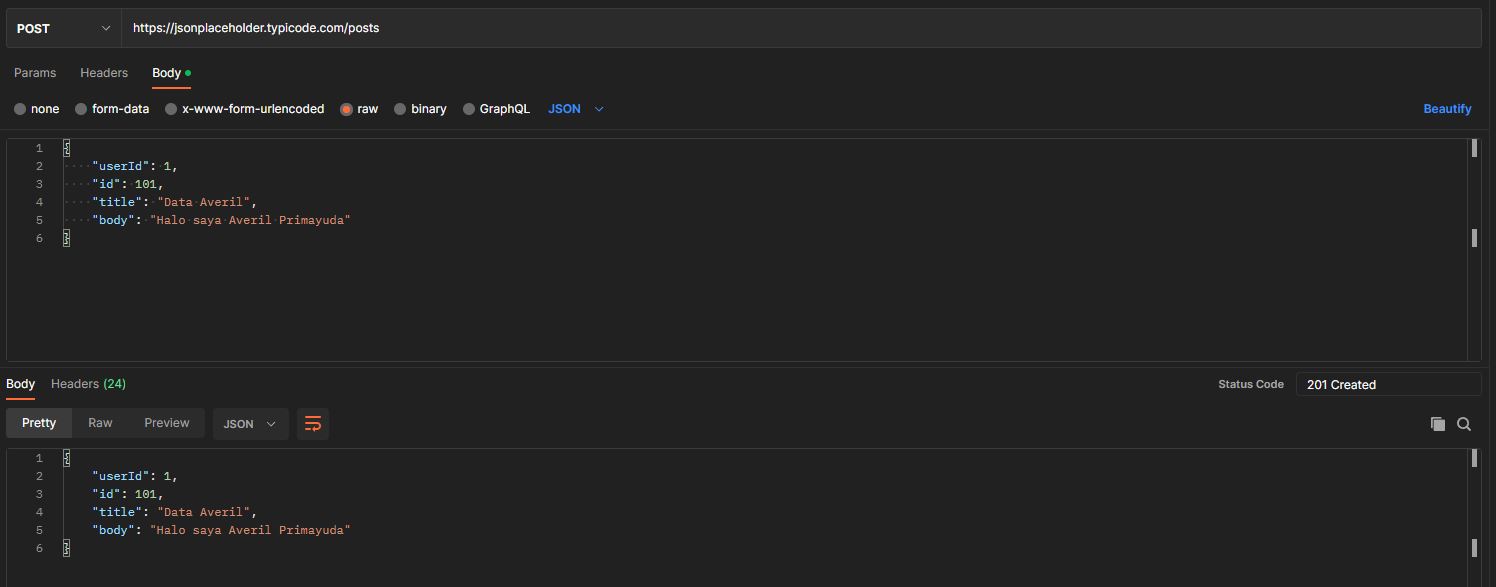 POST https://jsonplaceholder.typicode.com/posts
Params Headers Body
none form-data x-www-form-urlencoded raw binary GraphQL JSON Beautify
1 {
2 "userId": 1,
3 "id": 101,
4 "title": "Data Averil",
5 "body": "Halo saya Averil Primayuda"
6 }
Body Headers (24) Status Code 201 Created
Pretty Raw Preview JSON
1 {
2 "userId": 1,
3 "id": 101,
4 "title": "Data Averil",
5 "body": "Halo saya Averil Primayuda"
6 }